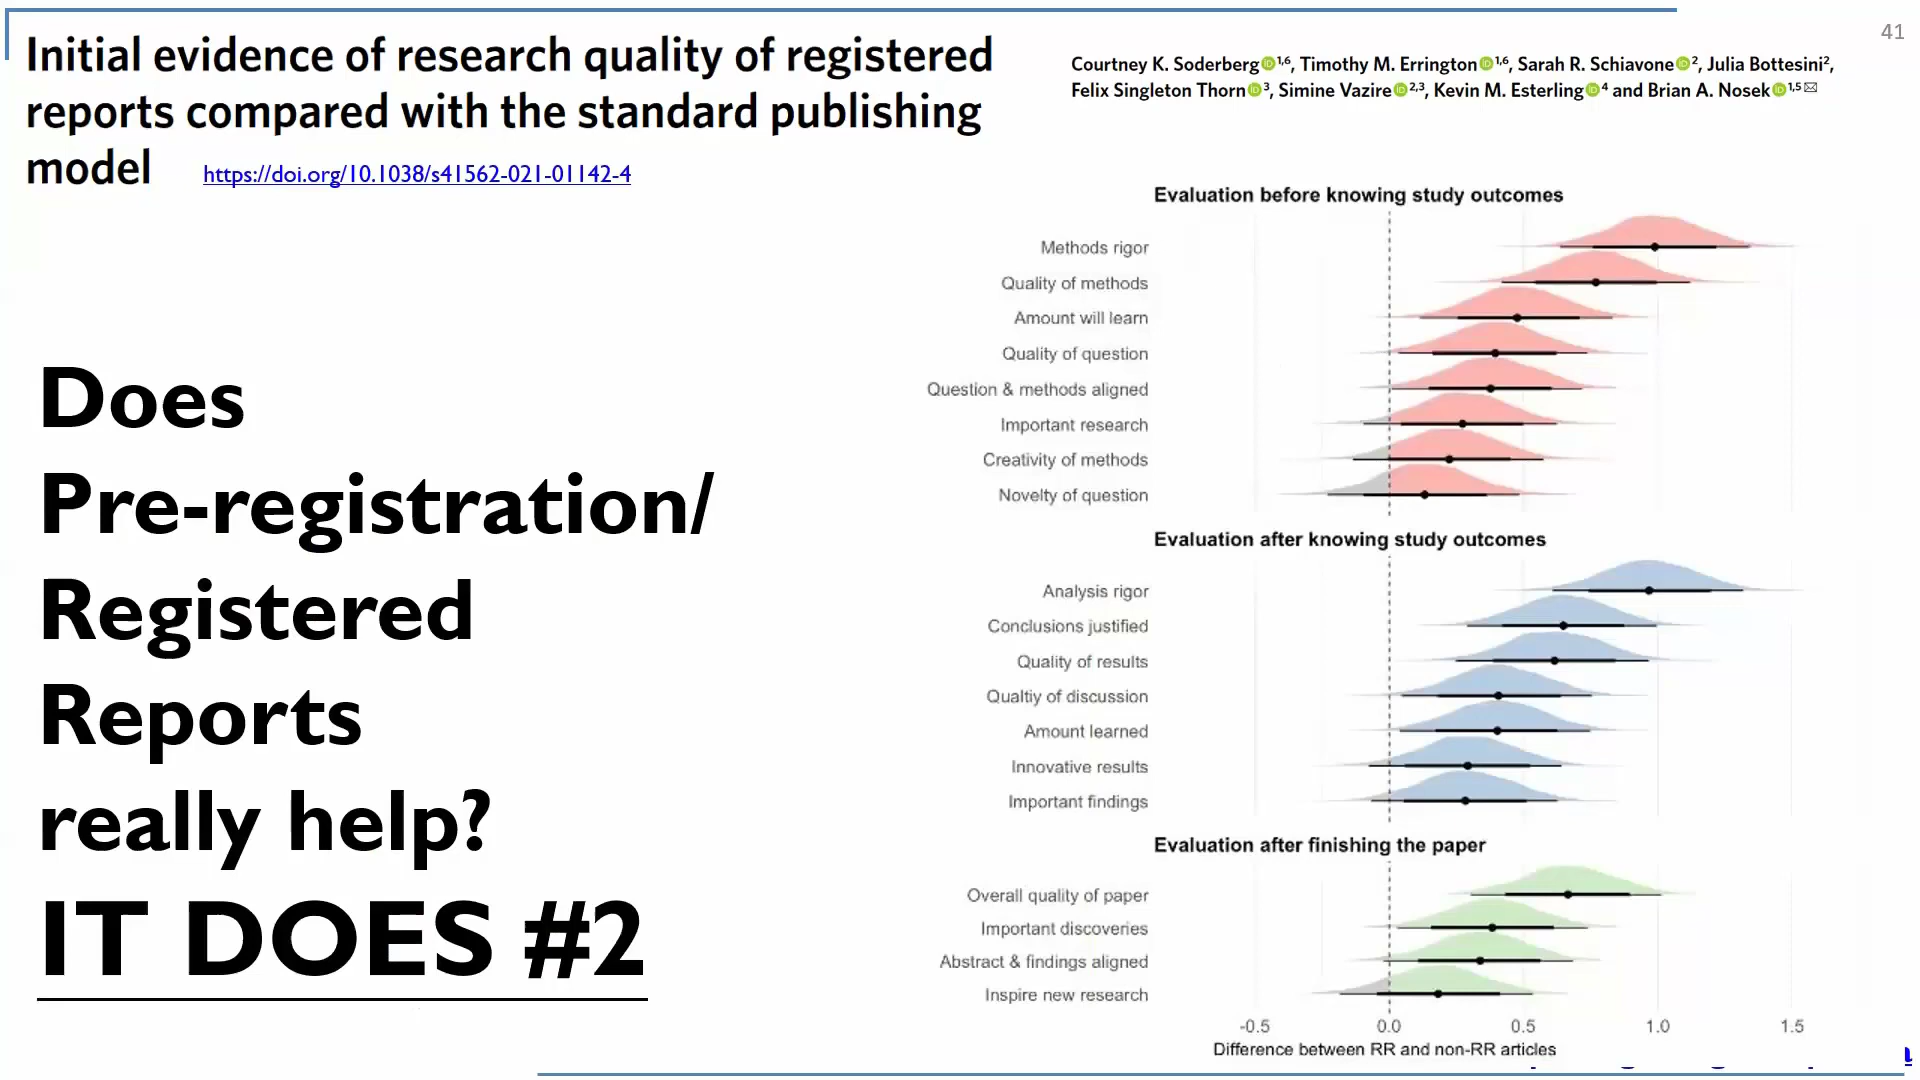 41
Initial evidence of research quality of registered
reports compared with the standard publishing
model https://doi.org/10.1038/s41562-021-01142-4
Courtney K. Soderberg 1,6, Timothy M. Errington 1,6, Sarah R. Schiavone 2, Julia Bottesini2,
Felix Singleton Thorn 3, Simine Vazire 2,3, Kevin M. Esterling 4 and Brian A. Nosek 1,5
Does
Pre-registration/
Registered
Reports
really help?
IT DOES #2
Evaluation before knowing study outcomes
Methods rigor
Quality of methods
Amount will learn
Quality of question
Question & methods aligned
Important research
Creativity of methods
Novelty of question
Evaluation after knowing study outcomes
Analysis rigor
Conclusions justified
Quality of results
Qualtiy of discussion
Amount learned
Innovative results
Important findings
Evaluation after finishing the paper
Overall quality of paper
Important discoveries
Abstract & findings aligned
Inspire new research
-0.5 0.0 0.5 1.0 1.5
Difference between RR and non-RR articles